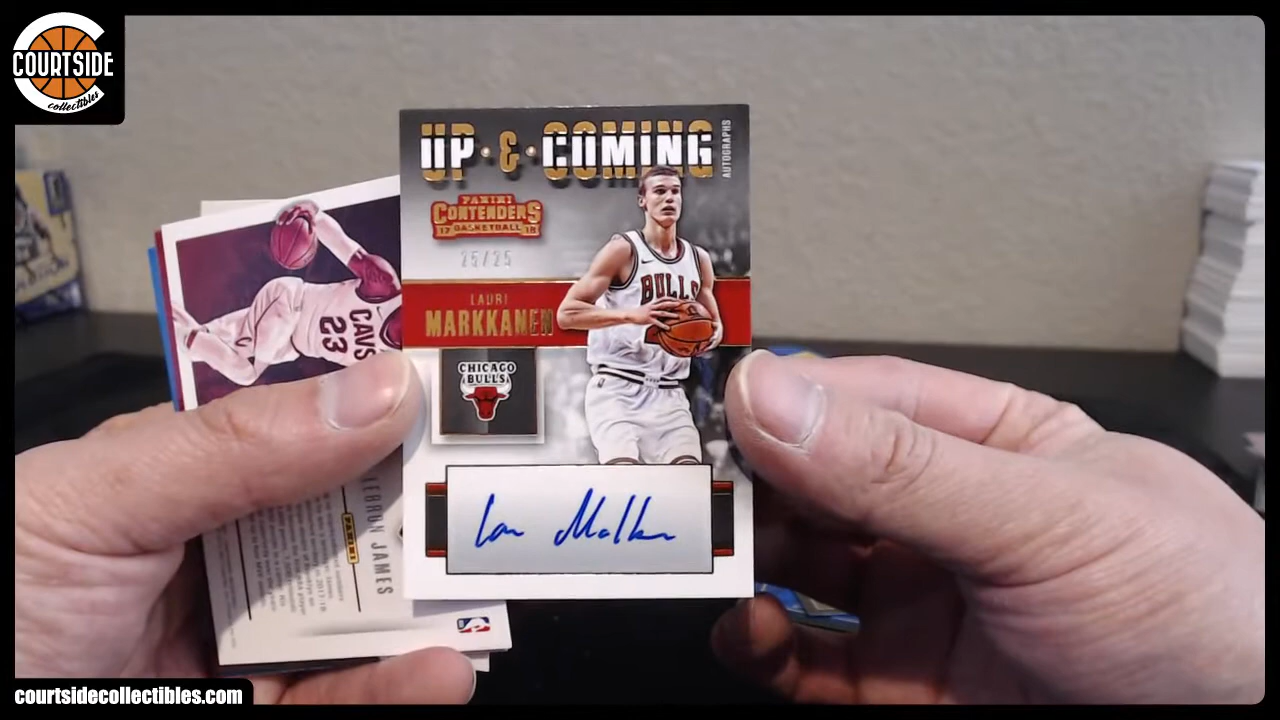 COURTSIDE
collectibles
UP & COMING
AUTOGRAPHS
PANINI
CONTENDERS
17 BASKETBALL 18
25/25
LAURI
MARKKANEN
BULLS
CHICAGO
BULLS
CAVS
23
LEBRON JAMES
PANINI
courtsidecollectibles.com